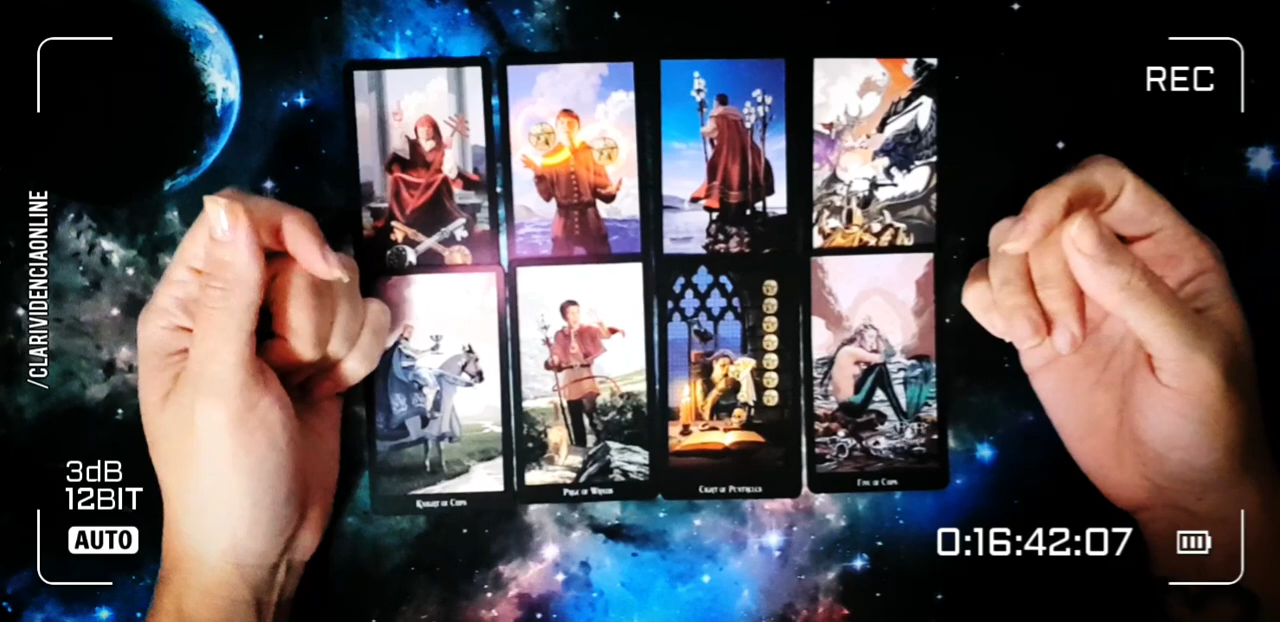 REC
/CLARIVIDENCIAONLINE
3dB
12BIT
AUTO
Knight of Cups
Page of Wands
Eight of Pentacles
Five of Cups
0:16:42:07